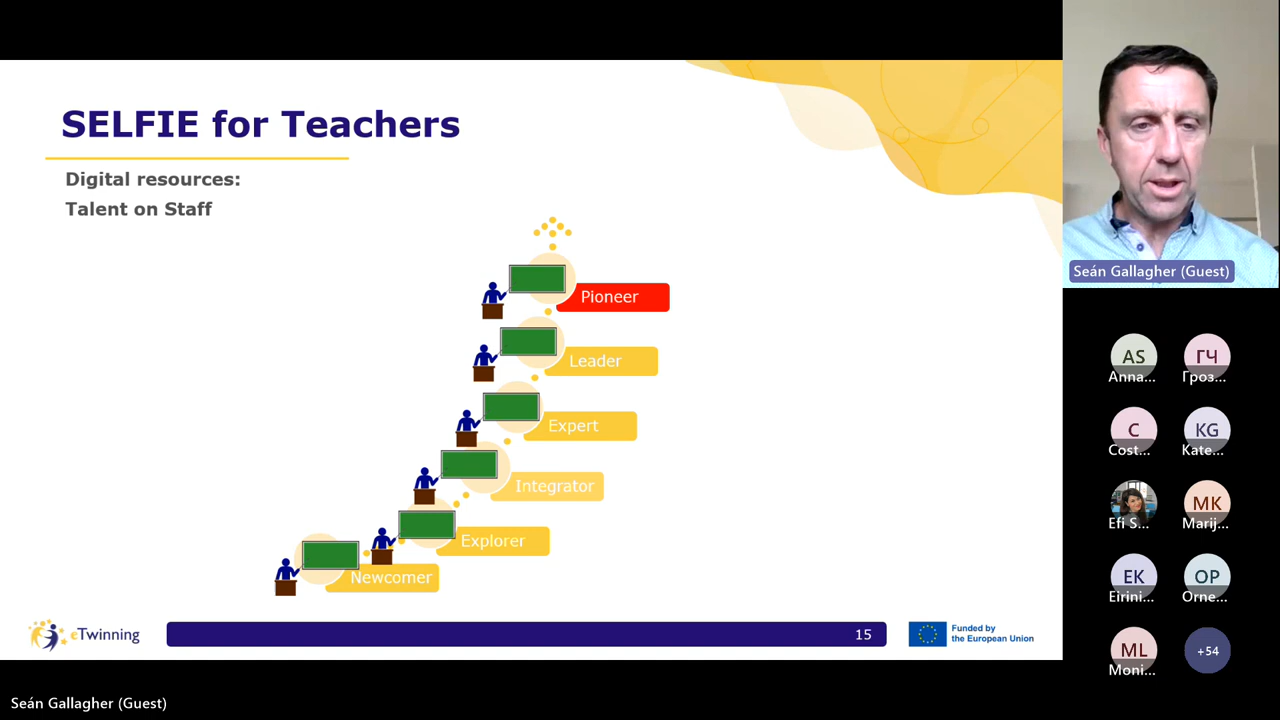 SELFIE for Teachers
Digital resources:
Talent on Staff
Pioneer
Leader
Expert
Integrator
Explorer
Newcomer
eTwinning
15
Funded by
the European Union
Seán Gallagher (Guest)
AS
Anna...
ГЧ
Гроз...
C
Cost...
KG
Kate...
Efi S...
MK
Marij...
EK
Eirini...
OP
Orne...
ML
Moni...
+54
Seán Gallagher (Guest)